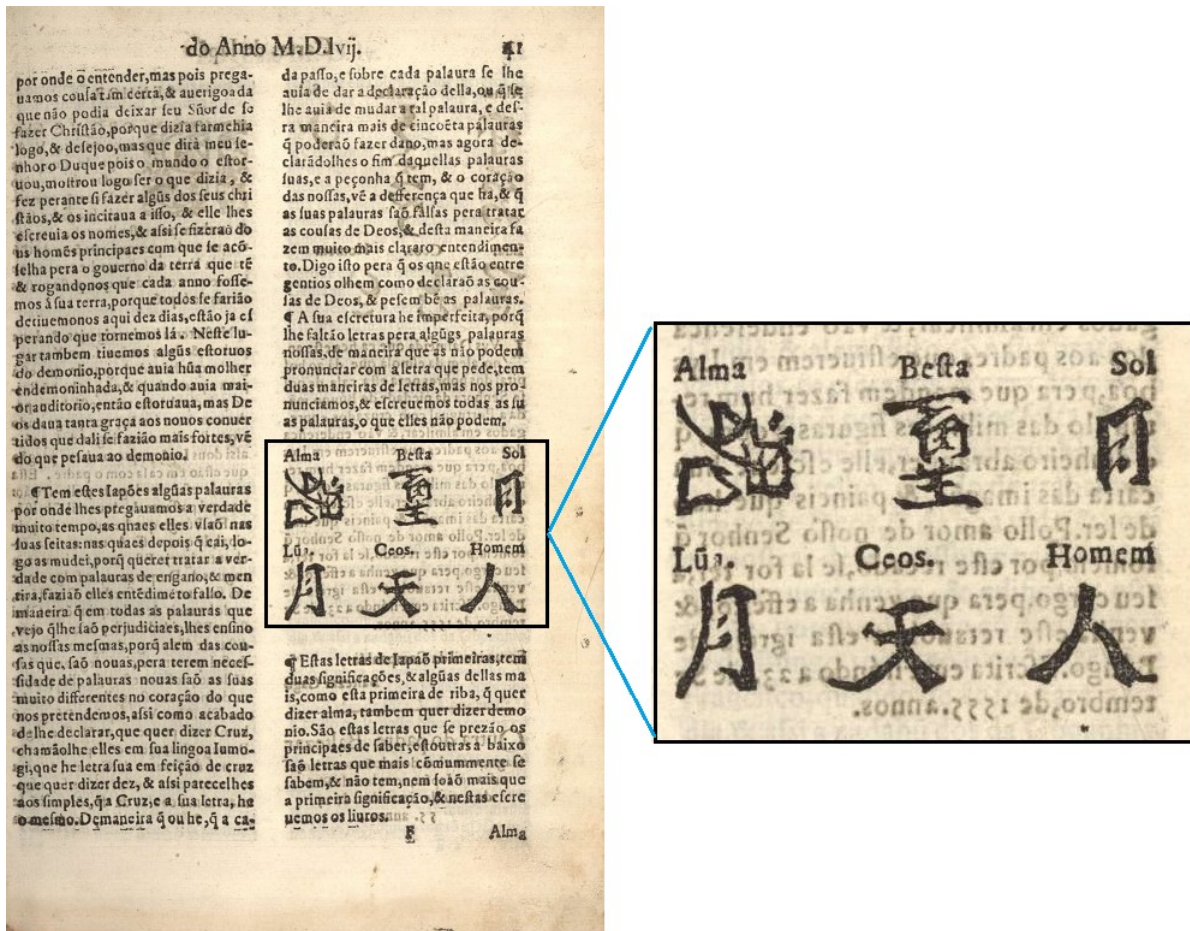 do Anno M.D.lvij. 41
por onde o entender,mas pois prega-
uamos couſa tam certa,& auerigoada
que não podia deixar ſeu Sñor de ſe
fazer Chriſtão,porque dizia farmehia
logo,& deſejoo,mas que dirà meu ſe-
nhor o Duque pois o mundo o eſtor-
uou,moſtrou logo ſer o que dizia, &
fez perante ſi fazer algũs dos ſeus chri
ſtãos,& os incitaua a iſſo, & elle lhes
eſcreuia os nomes,& aſsi ſe fizeraõ do
us homẽs principaes com que ſe acõ-
ſelha pera o gouerno da terra que tẽ
& rogandonos que cada anno foſſe-
mos â ſua terra,porque todos ſe farião
detiuemonos aqui dez dias,eſtão ja eſ
perando que tornemos lá. Neſte lu-
gar tambem tiuemos algũs eſtoruos
do demonio,porque auia hũa molher
endemoninhada,& quando auia mai-
or auditorio,então eſtoruaua,mas De
os daua tanta graça aos nouos conuer
tidos que dali ſe fazião mais fortes,vẽ
do que peſaua ao demonio.
¶Tem eſtes Iapões algũas palauras
por onde lhes prègâuamos a verdade
muito tempo,as quaes elles vſaõ nas
ſuas ſeitas:nas quaes depois q̃ cai,lo-
go as mudei,porq̃ querer tratar a ver-
dade com palauras de engano,& men
tira,faziaõ elles entẽdimẽto falſo. De
maneira q̃ em todas as palauras que
vejo q̃lhe ſaõ perjudiciaes,lhes enſino
as noſſas meſmas,porq̃ alem das cou-
ſas que, ſaõ nouas,pera terem neceſ-
ſidade de palauras nouas ſaõ as ſuas
muito differentes no coração do que
nos pretendemos,aſsi como acabado
de lhe declarar,que quer dizer Cruz,
chamãolhe elles em ſua lingoa Iumo-
gi,qne he letra ſua em feição de cruz
que quer dizer dez, & aſsi parecelhes
aos ſimples,q̃ a Cruz,e a ſua letra, he
o meſmo.Demaneira q̃ ou he,q̃ a ca-
da paſſo,e ſobre cada palaura ſe lhe
auia de dar a declaração della,ou q̃ ſe
lhe auia de mudar a tal palaura, e deſ-
ra maneira mais de cincoẽta palauras
q̃ poderaõ fazer dano,mas agora de-
clarãdolhes o fim daquellas palauras
ſuas,e a peçonha q̃ tem, & o coração
das noſſas,vẽ a defferença que ha,& q̃
as ſuas palauras ſaõ falſas pera tratar
as couſas de Deos,& deſta maneira fa
zem muito mais clararo entendimen-
to.Digo iſto pera q̃ os qne eſtão entre
gentios olhem como declaraõ as cou-
ſas de Deos, & peſem bẽ as palauras.
¶ A ſua eſcretura he imperfeita, porq̃
lhe faltão letras pera algũgs palauras
noſſas,de maneira que as não podem
pronunciar com a letra que pede,tem
duas maneiras de letras,mas nos pro-
nunciamos,& eſcreuemos todas as ſu
as palauras,o que elles não podem.
Alma Beſta Sol
日
Lũa. Ceos. Homem
月 天 人
¶ Eſtas letras de Iapaõ primeiras,tem
duas ſignificações,& algũas dellas ma
is,como eſta primeira de riba, q̃ quer
dizer alma, tambem quer dizer demo
nio.São eſtas letras que ſe prezão os
principaes de ſaber,eſtoutras a baixo
ſaõ letras que mais cõmummente ſe
ſabem,& não tem,nem ſoão mais que
a primeira ſignificação,& neſtas eſcre
uemos os liuros.
F Alma
Alma Beſta Sol
日
Lũa. Ceos. Homem
月 天 人